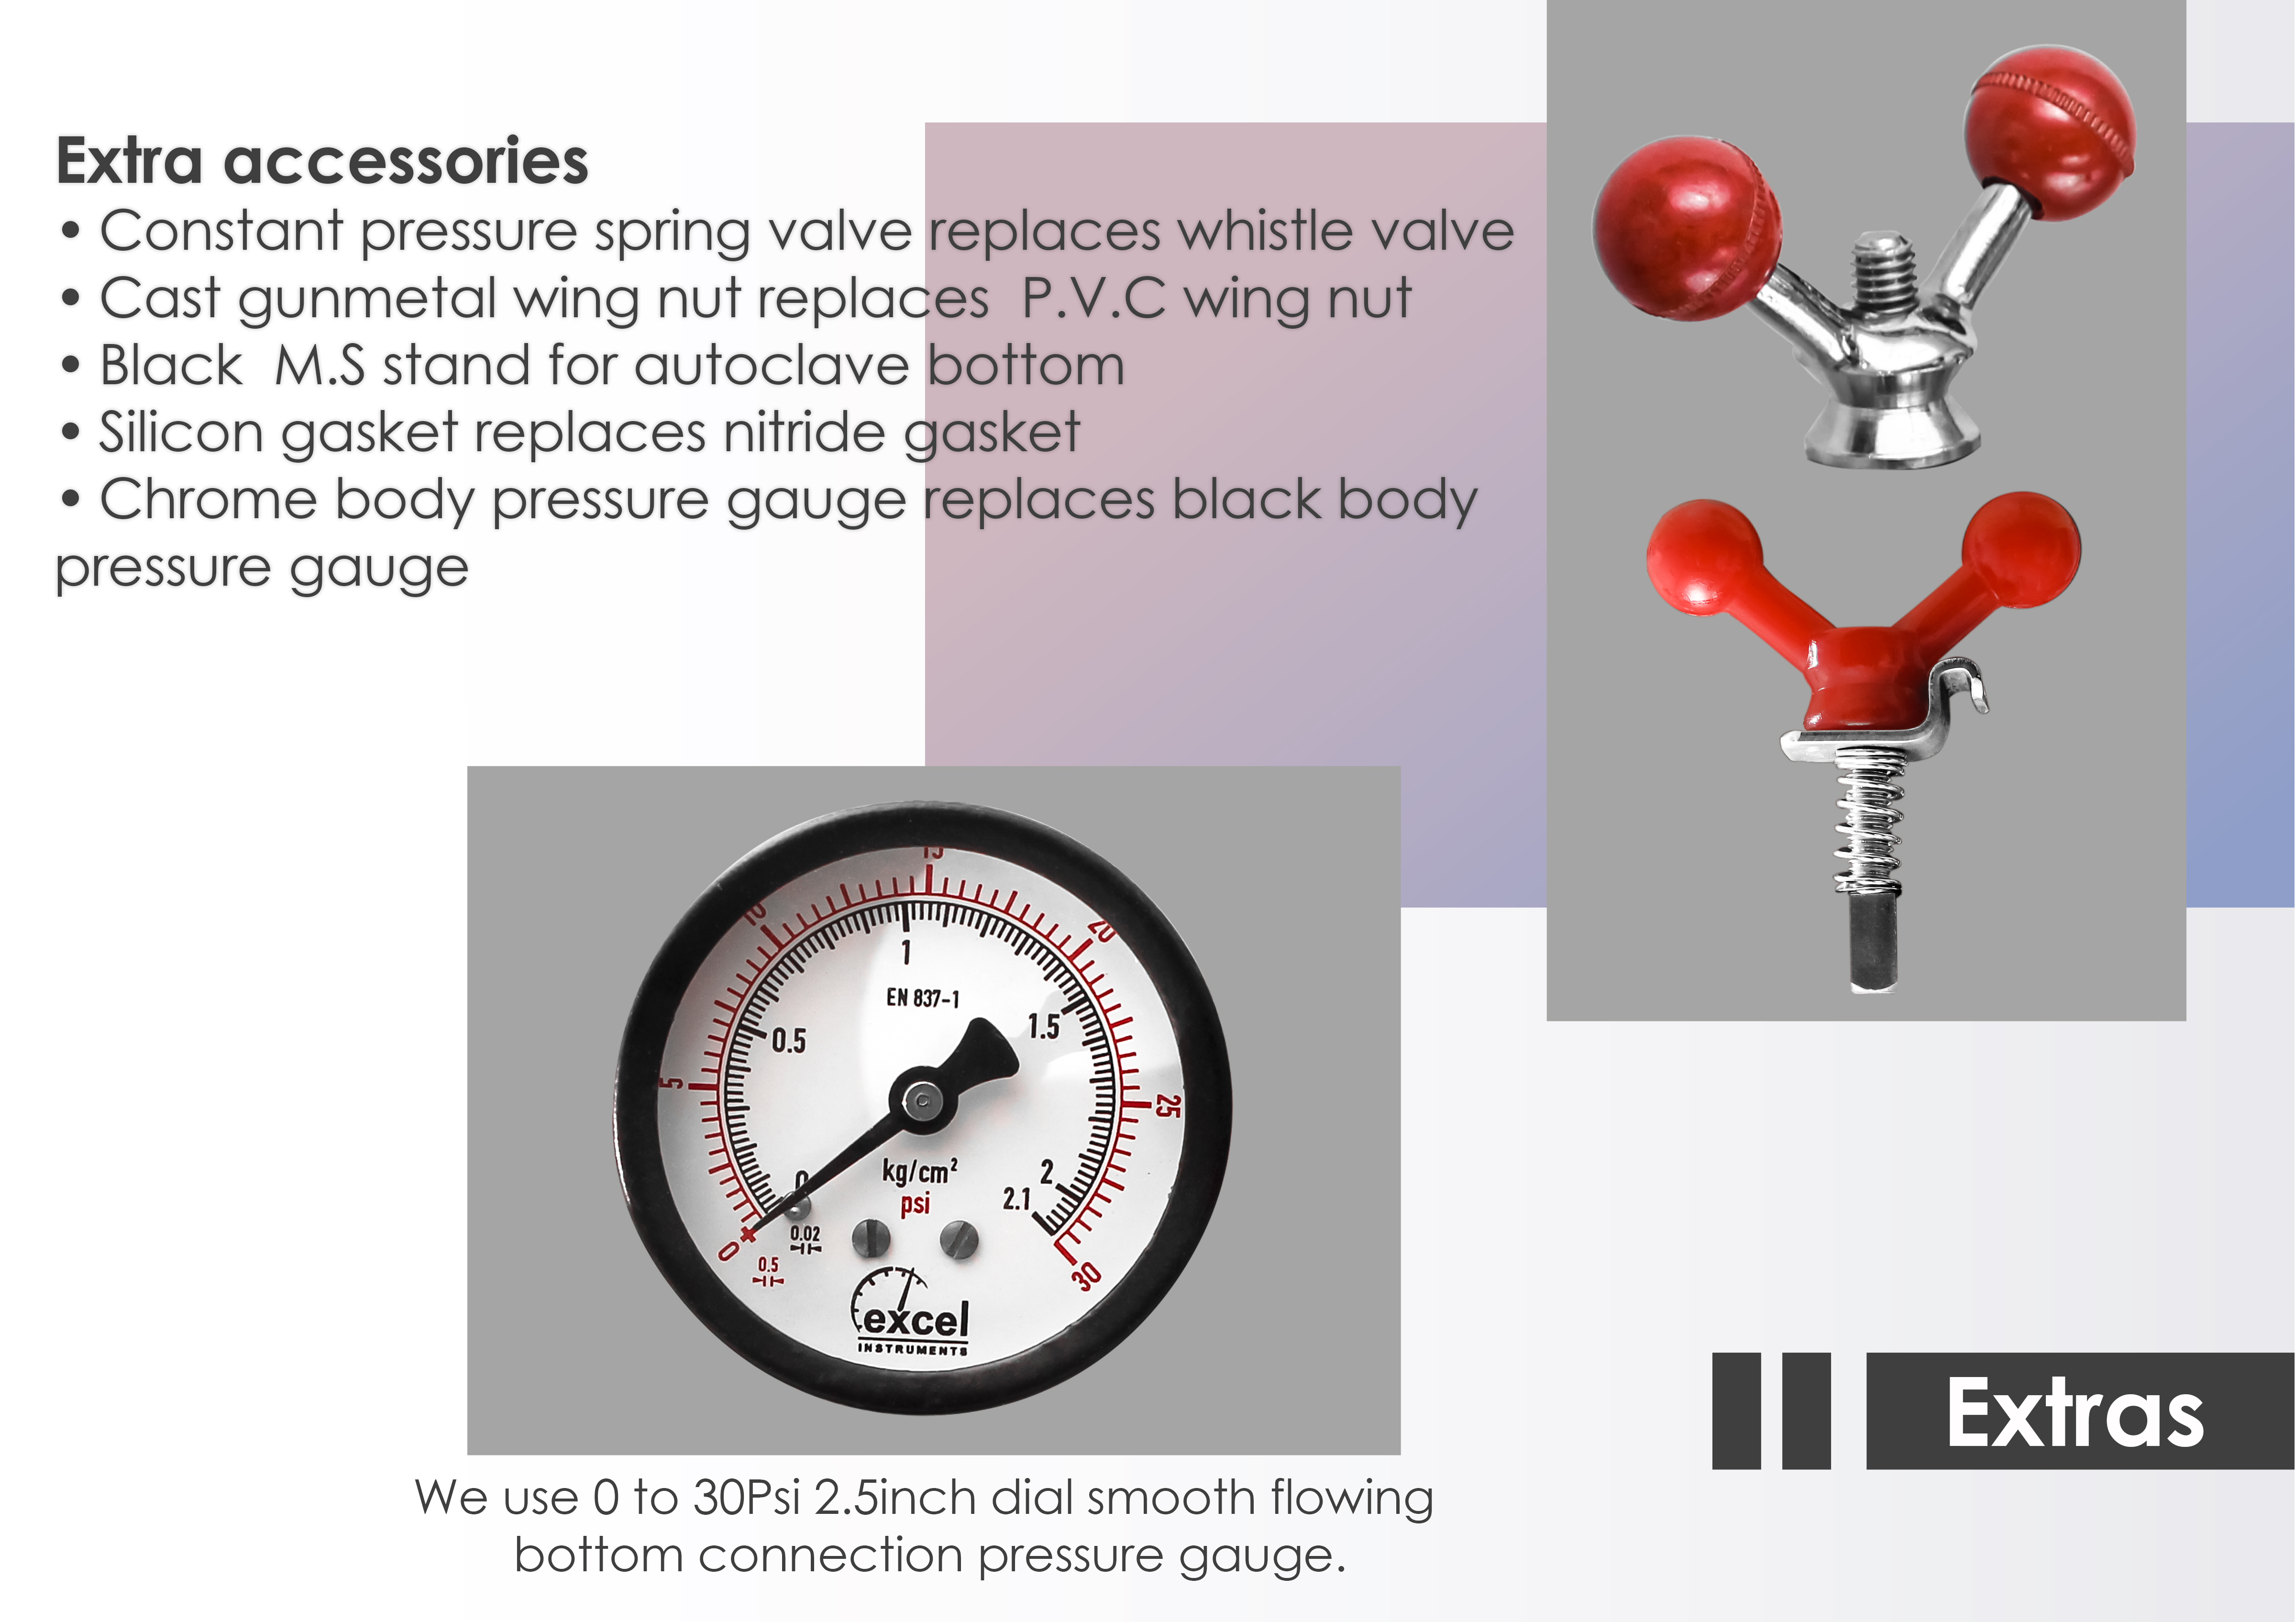 Extra accessories
• Constant pressure spring valve replaces whistle valve
• Cast gunmetal wing nut replaces  P.V.C wing nut
• Black  M.S stand for autoclave bottom
• Silicon gasket replaces nitride gasket
• Chrome body pressure gauge replaces black body
pressure gauge
15
10
20
1
EN 837-1
0.5
1.5
5
25
kg/cm²
psi
0
2
2.1
0.02
0
0.5
30
excel
INSTRUMENTS
Extras
We use 0 to 30Psi 2.5inch dial smooth flowing
bottom connection pressure gauge.